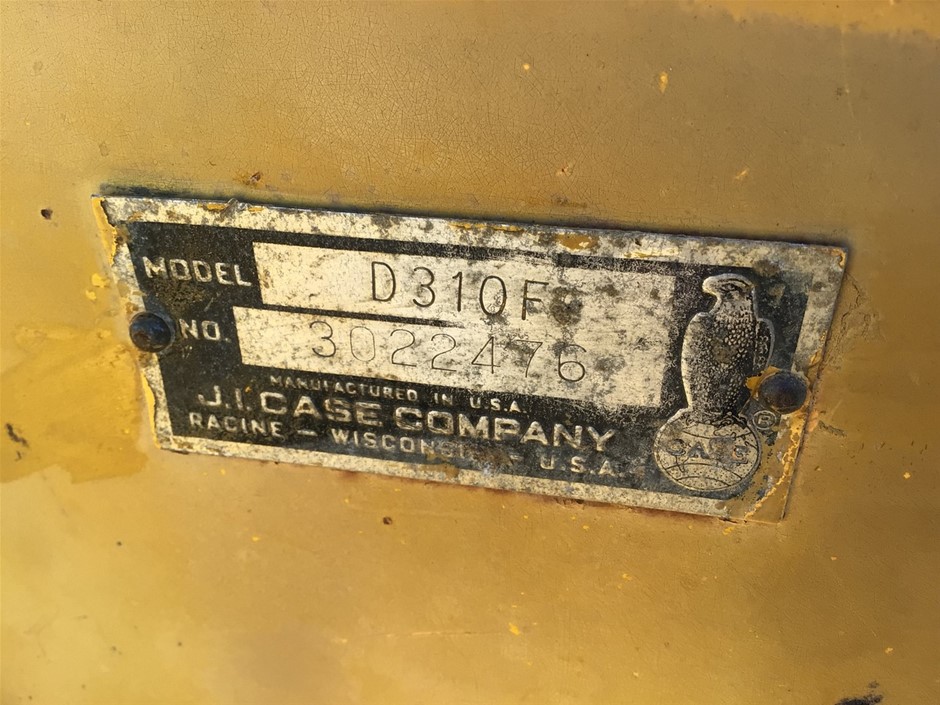 MODEL D310F
NO. 3022476
MANUFACTURED IN U.S.A.
J.I. CASE COMPANY
RACINE – WISCONSIN – U.S.A.
CASE ®